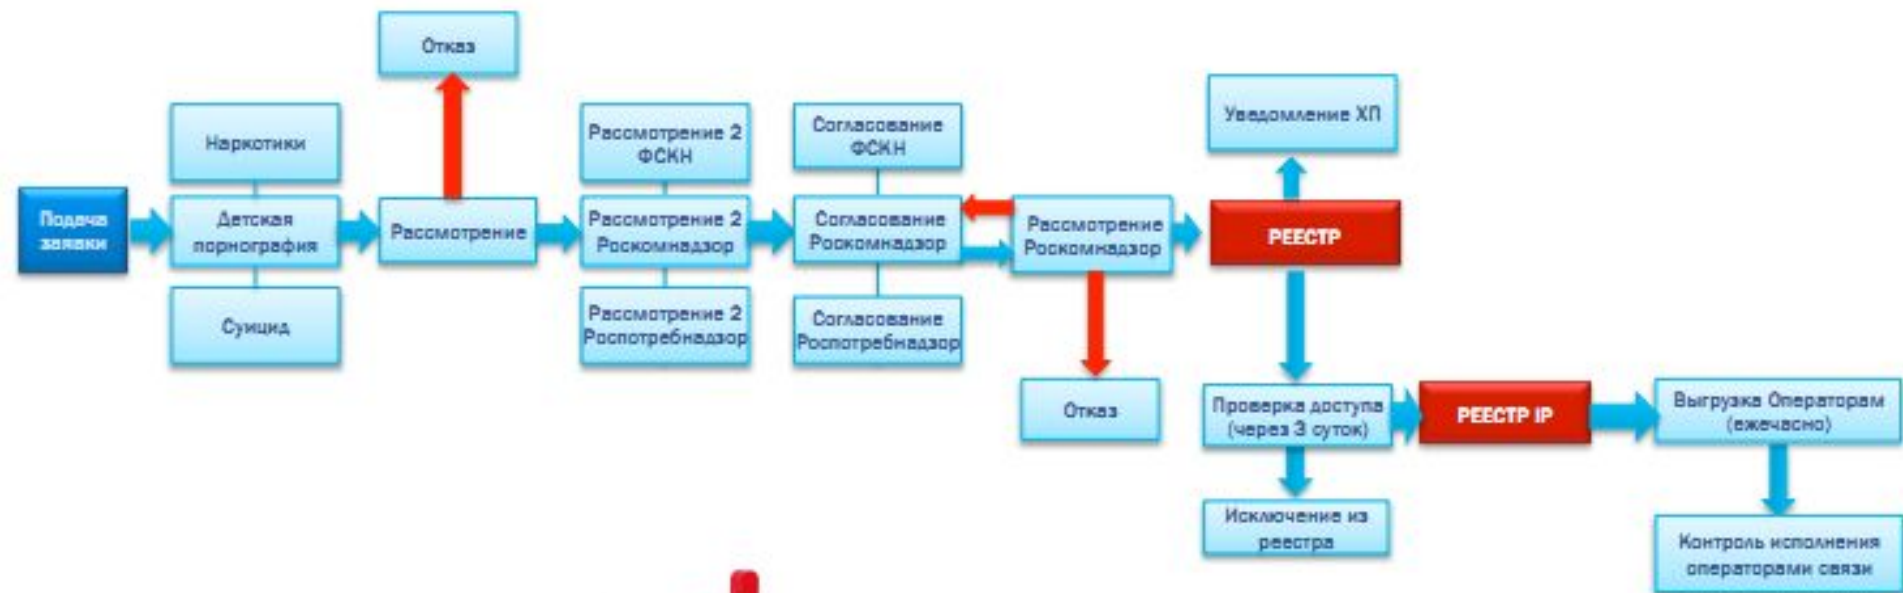 Отказ
Наркотики
Рассмотрение 2
ФСКН
Согласование
ФСКН
Уведомление ХП
Подача
заявки
Детская
порнография
Рассмотрение
Рассмотрение 2
Роскомнадзор
Согласование
Роскомнадзор
Рассмотрение
Роскомнадзор
РЕЕСТР
Суицид
Рассмотрение 2
Роспотребнадзор
Согласование
Роспотребнадзор
Отказ
Проверка доступа
(через 3 суток)
РЕЕСТР IP
Выгрузка Операторам
(ежечасно)
Исключение из
реестра
Контроль исполнения
операторами связи